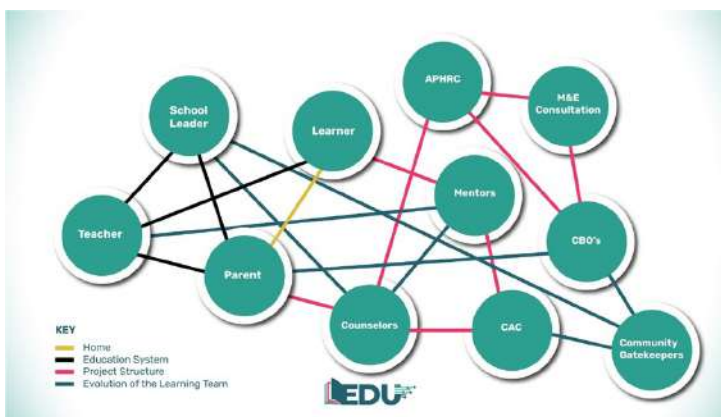 APHRC
M&E
Consultation
School
Leader
Learner
Mentors
Teacher
CBO's
Parent
Counselors
CAC
Community
Gatekeepers
KEY
Home
Education System
Project Structure
Evolution of the Learning Team
EDU